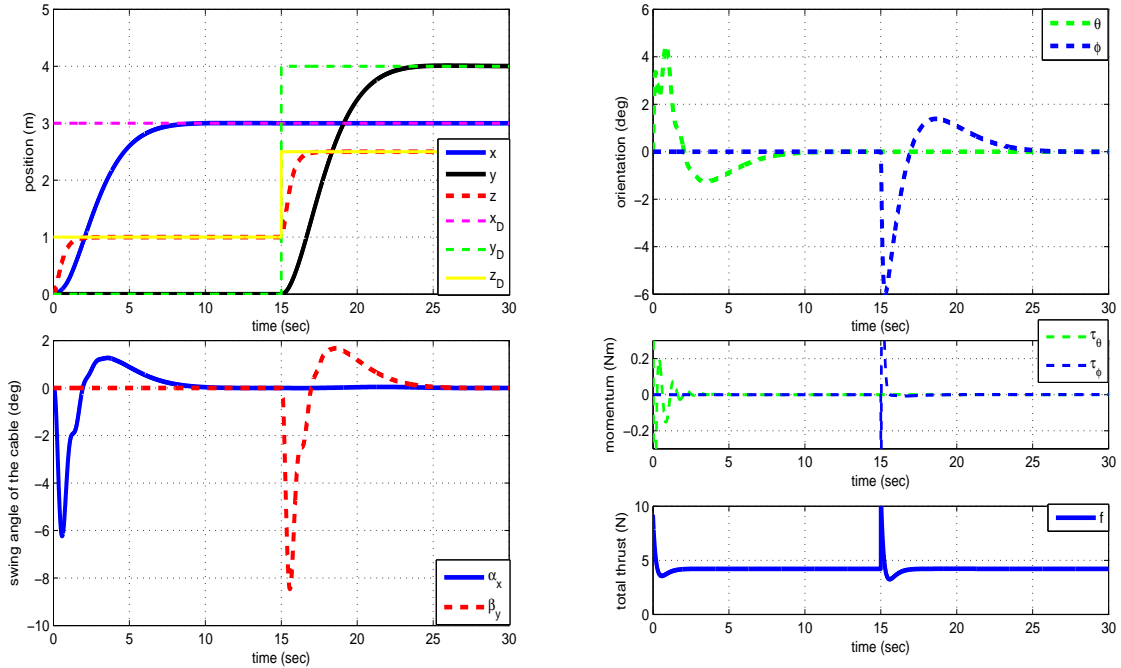 5
4
3
2
1
0
position (m)
x
y
z
x_D
y_D
z_D
0 5 10 15 20 25 30
time (sec)
6
4
2
0
−2
−4
−6
orientation (deg)
θ
ϕ
0 5 10 15 20 25 30
time (sec)
2
0
−2
−4
−6
−8
−10
swing angle of the cable (deg)
α_x
β_y
0 5 10 15 20 25 30
time (sec)
0.2
0
−0.2
momentum (Nm)
τ_θ
τ_ϕ
0 5 10 15 20 25 30
time (sec)
10
5
0
total thrust (N)
f
0 5 10 15 20 25 30
time (sec)